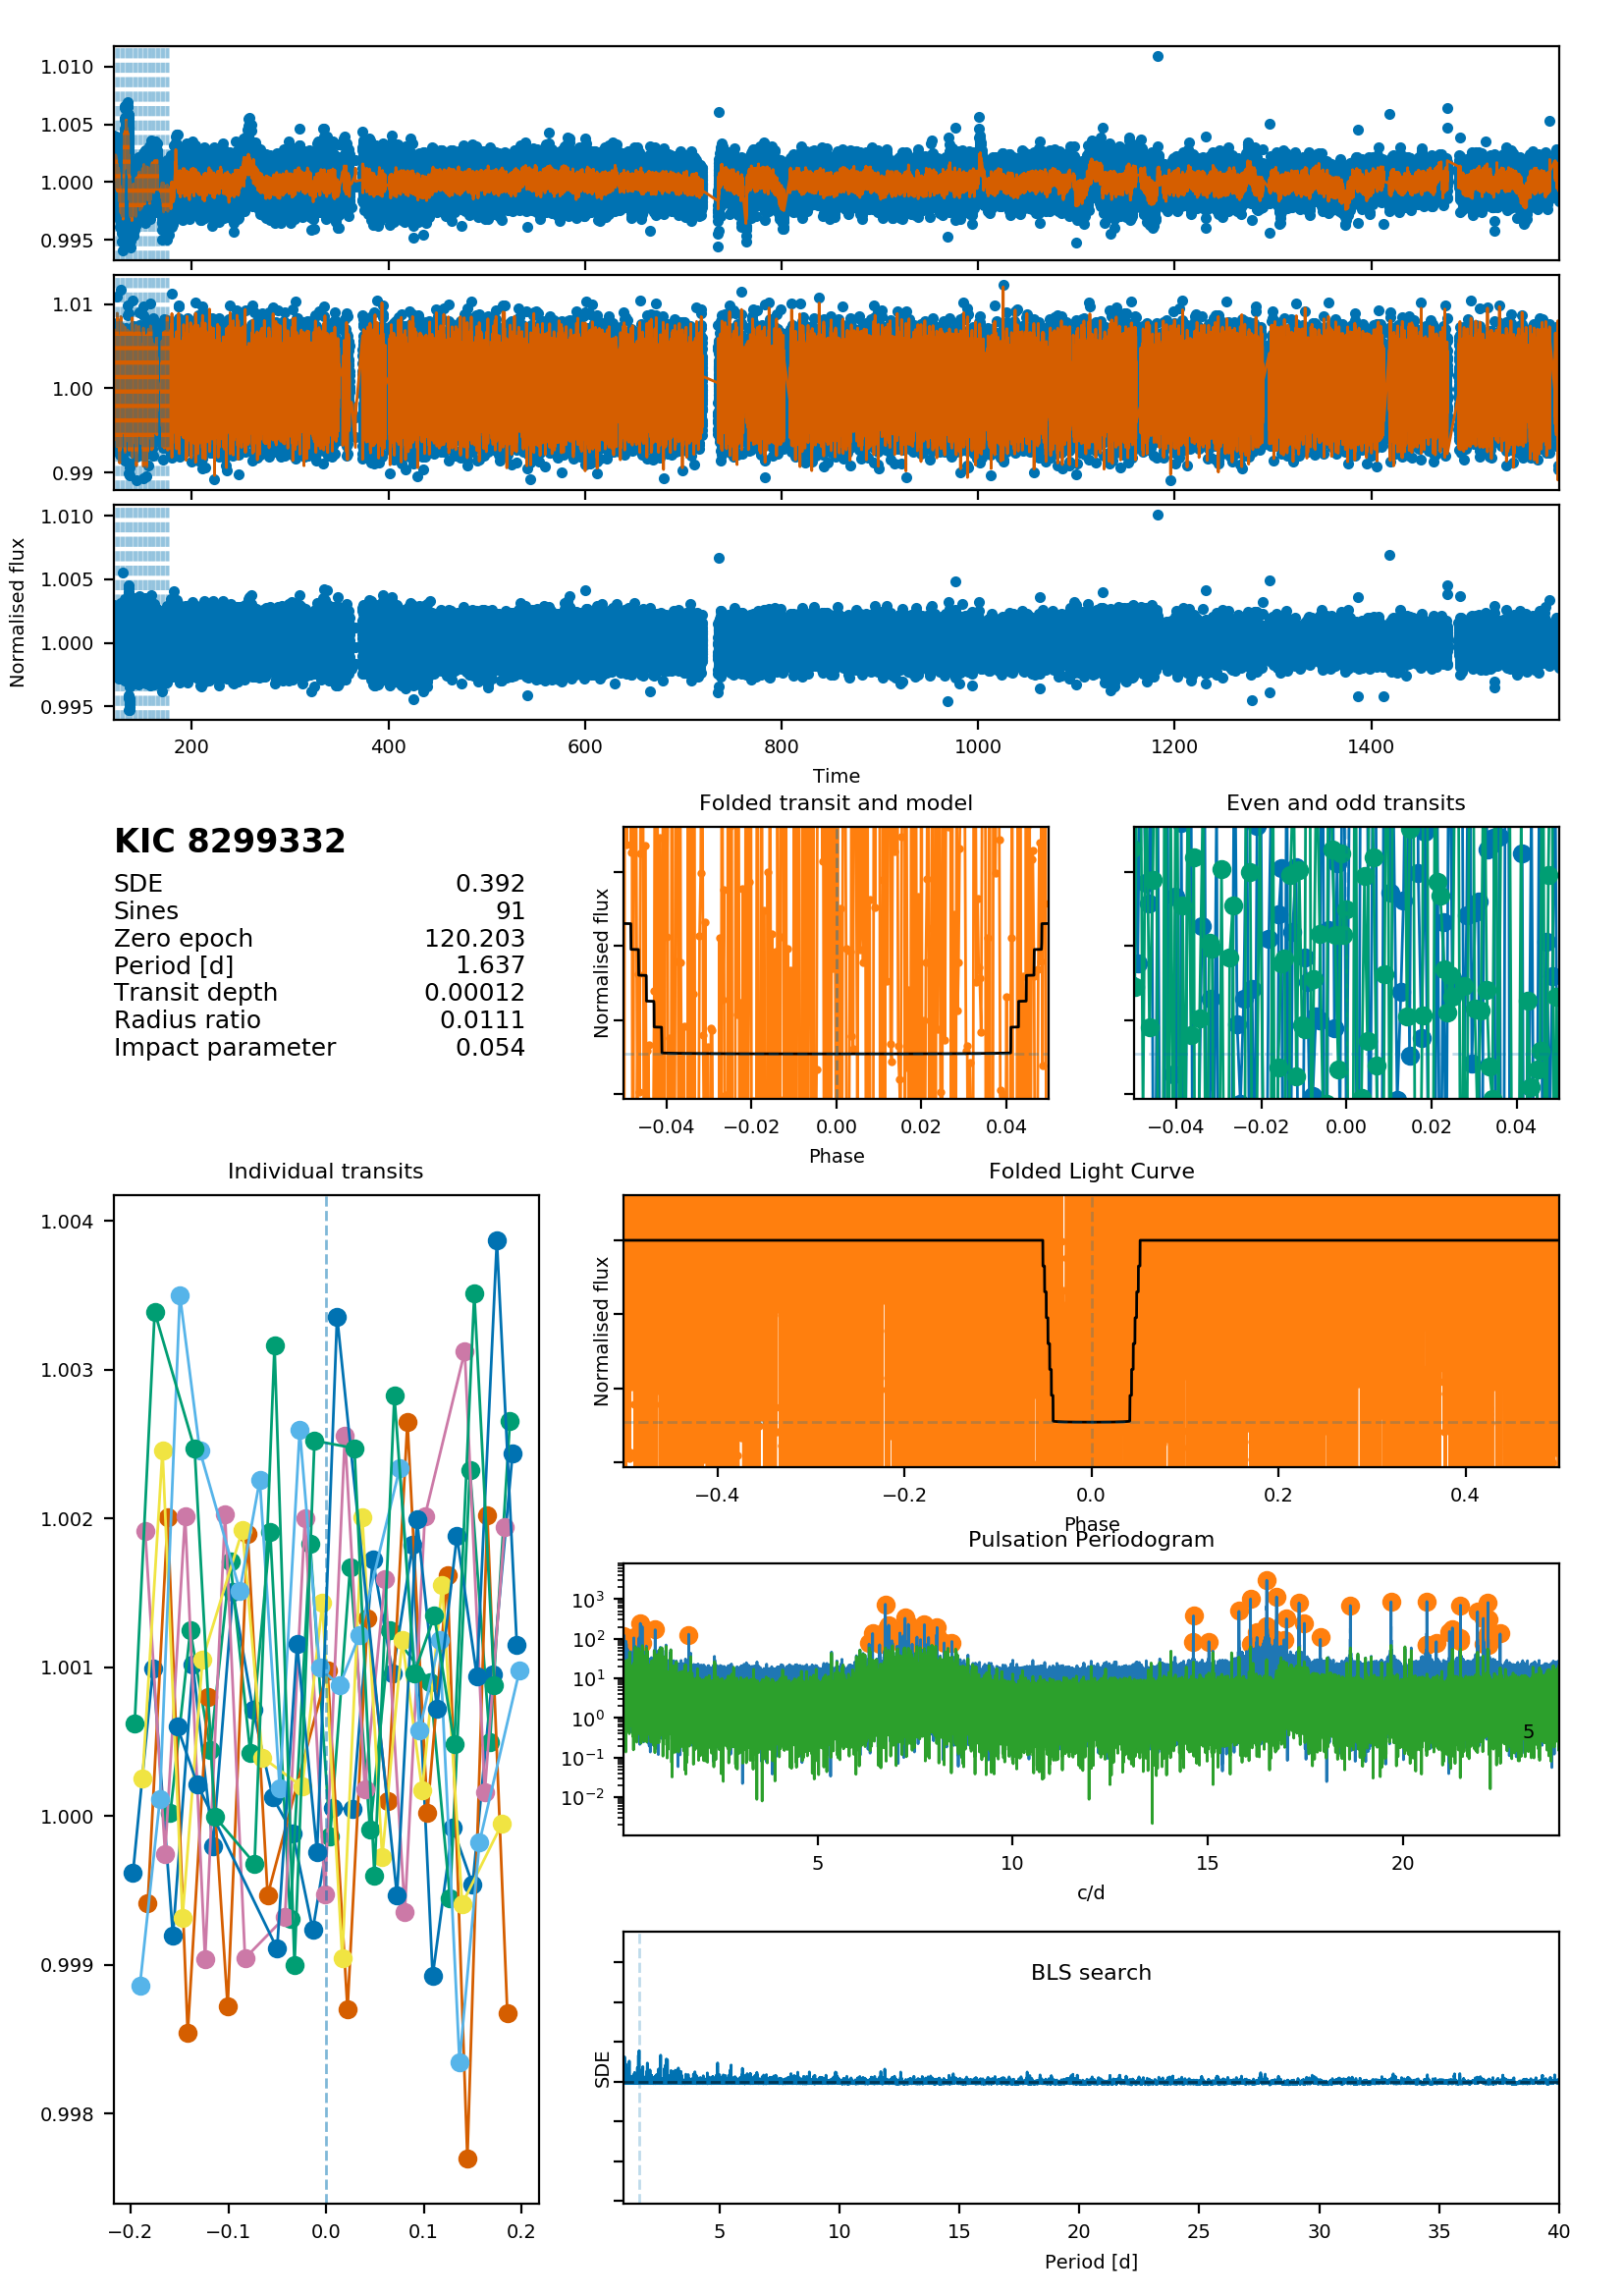 1.010
1.005
1.000
0.995
1.01
1.00
0.99
1.010
1.005
1.000
0.995
Normalised flux
200 400 600 800 1000 1200 1400
Time
KIC 8299332
SDE 0.392
Sines 91
Zero epoch 120.203
Period [d] 1.637
Transit depth 0.00012
Radius ratio 0.0111
Impact parameter 0.054
Folded transit and model
Normalised flux
−0.04 −0.02 0.00 0.02 0.04
Phase
Even and odd transits
−0.04 −0.02 0.00 0.02 0.04
Individual transits
1.004
1.003
1.002
1.001
1.000
0.999
0.998
−0.2 −0.1 0.0 0.1 0.2
Folded Light Curve
Normalised flux
−0.4 −0.2 0.0 0.2 0.4
Phase
Pulsation Periodogram
10³
10²
10¹
10⁰
10⁻¹
10⁻²
5
5 10 15 20
c/d
BLS search
SDE
5 10 15 20 25 30 35 40
Period [d]